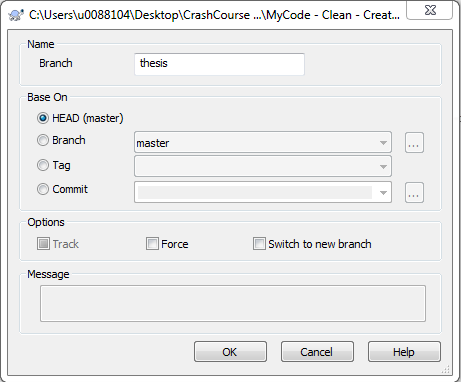 C:\Users\u0088104\Desktop\CrashCourse ...\MyCode - Clean - Creat...
Name
Branch thesis
Base On
HEAD (master)
Branch master ...
Tag
Commit ...
Options
Track Force Switch to new branch
Message
OK Cancel Help